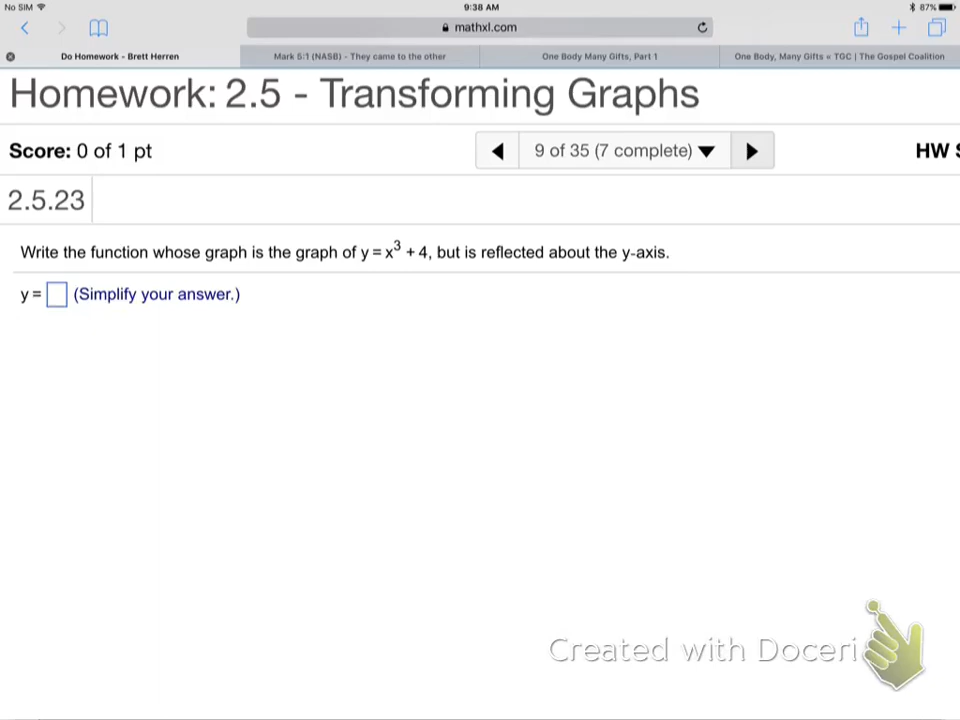 No SIM 9:38 AM 87%
mathxl.com
Do Homework - Brett Herren Mark 5:1 (NASB) - They came to the other One Body Many Gifts, Part 1 One Body, Many Gifts « TGC | The Gospel Coalition
Homework: 2.5 - Transforming Graphs
Score: 0 of 1 pt 9 of 35 (7 complete) HW S
2.5.23
Write the function whose graph is the graph of y = x³ + 4, but is reflected about the y-axis.
y = (Simplify your answer.)
Created with Doceri